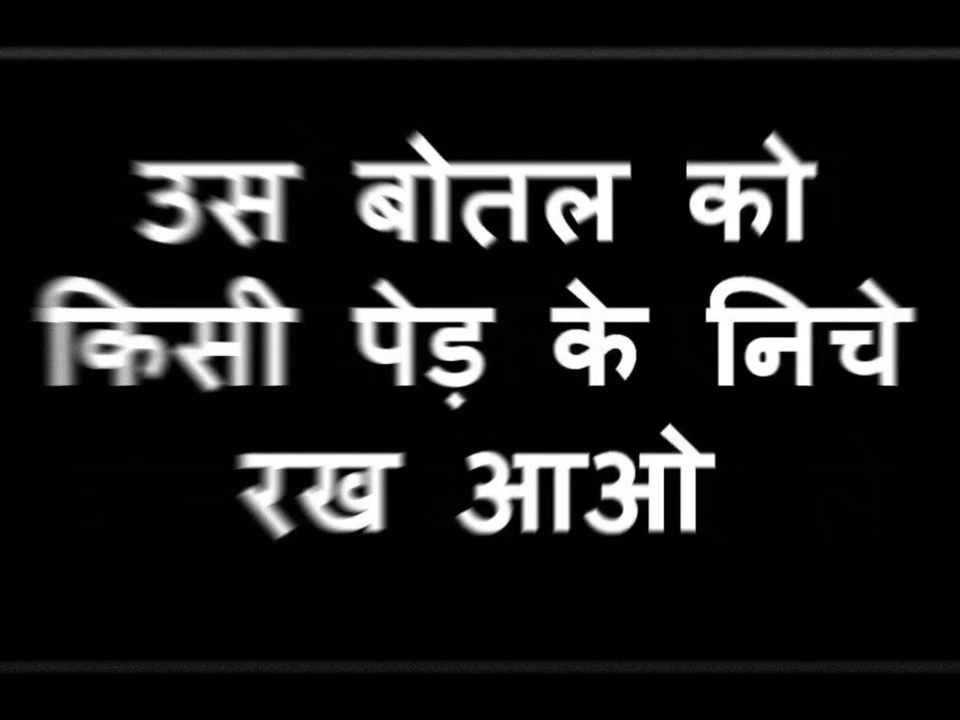 उस बोतल को
किसी पेड़ के निचे
रख आओ